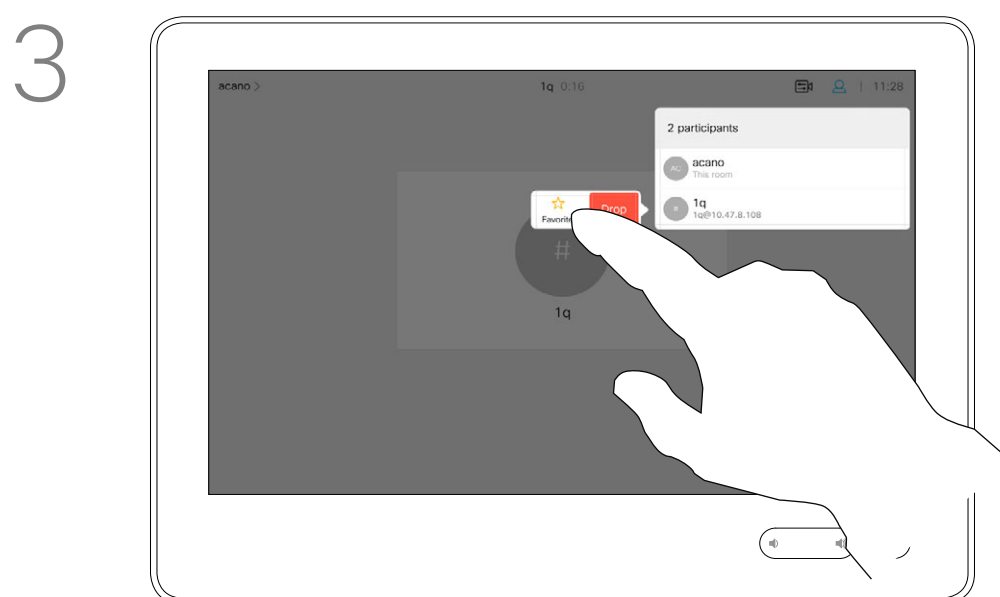 3
acano >
1q 0:16
11:28
2 participants
AC
acano
This room
1q
1q@10.47.8.108
Drop
#
1q